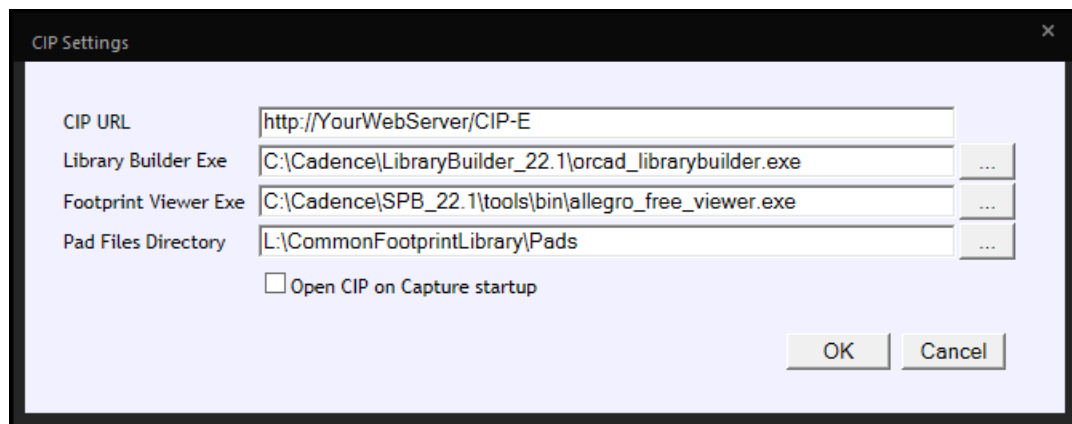 CIP Settings ×
CIP URL http://YourWebServer/CIP-E
Library Builder Exe C:\Cadence\LibraryBuilder_22.1\orcad_librarybuilder.exe ...
Footprint Viewer Exe C:\Cadence\SPB_22.1\tools\bin\allegro_free_viewer.exe ...
Pad Files Directory L:\CommonFootprintLibrary\Pads ...
Open CIP on Capture startup
OK Cancel